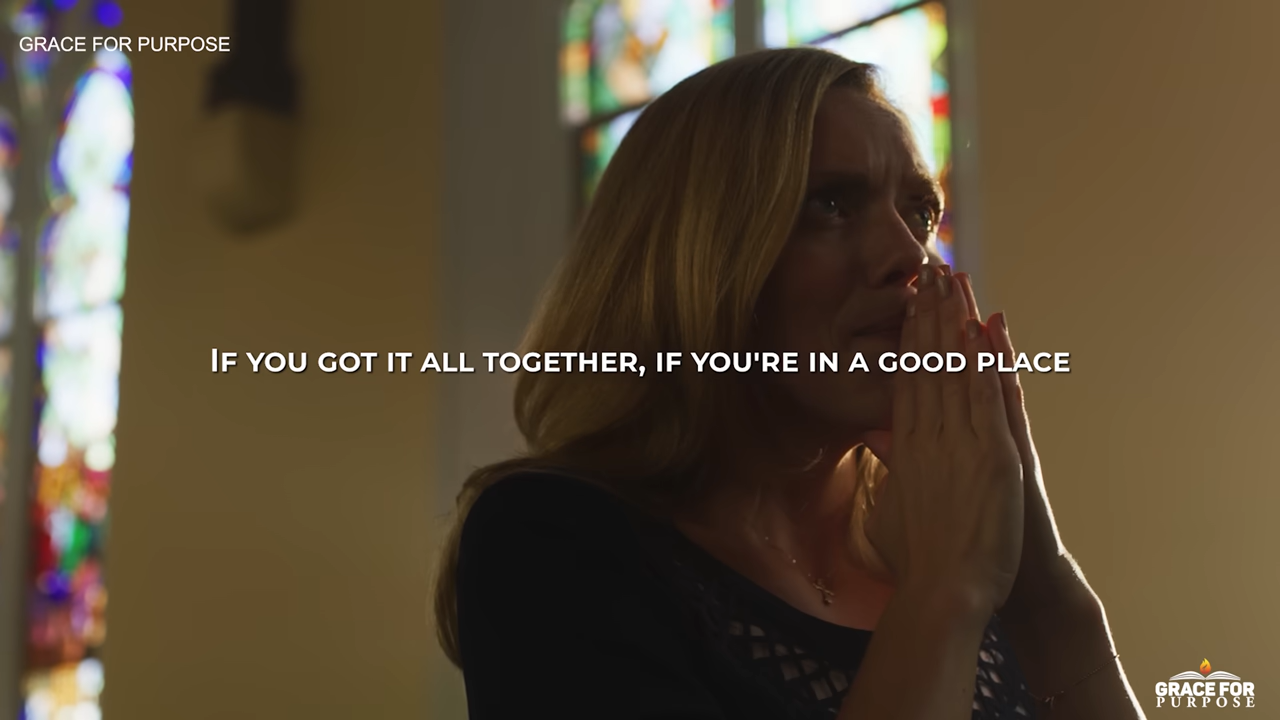 GRACE FOR PURPOSE
IF YOU GOT IT ALL TOGETHER, IF YOU'RE IN A GOOD PLACE
GRACE FOR
PURPOSE